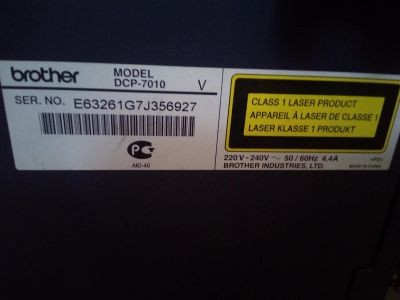 brother MODEL
DCP-7010 V
SER. NO. E63261G7J356927
AIO-40
CLASS 1 LASER PRODUCT
APPAREIL À LASER DE CLASSE 1
LASER KLASSE 1 PRODUKT
220V-240V ~ 50/60Hz 4.4A
BROTHER INDUSTRIES, LTD.
MADE IN CHINA